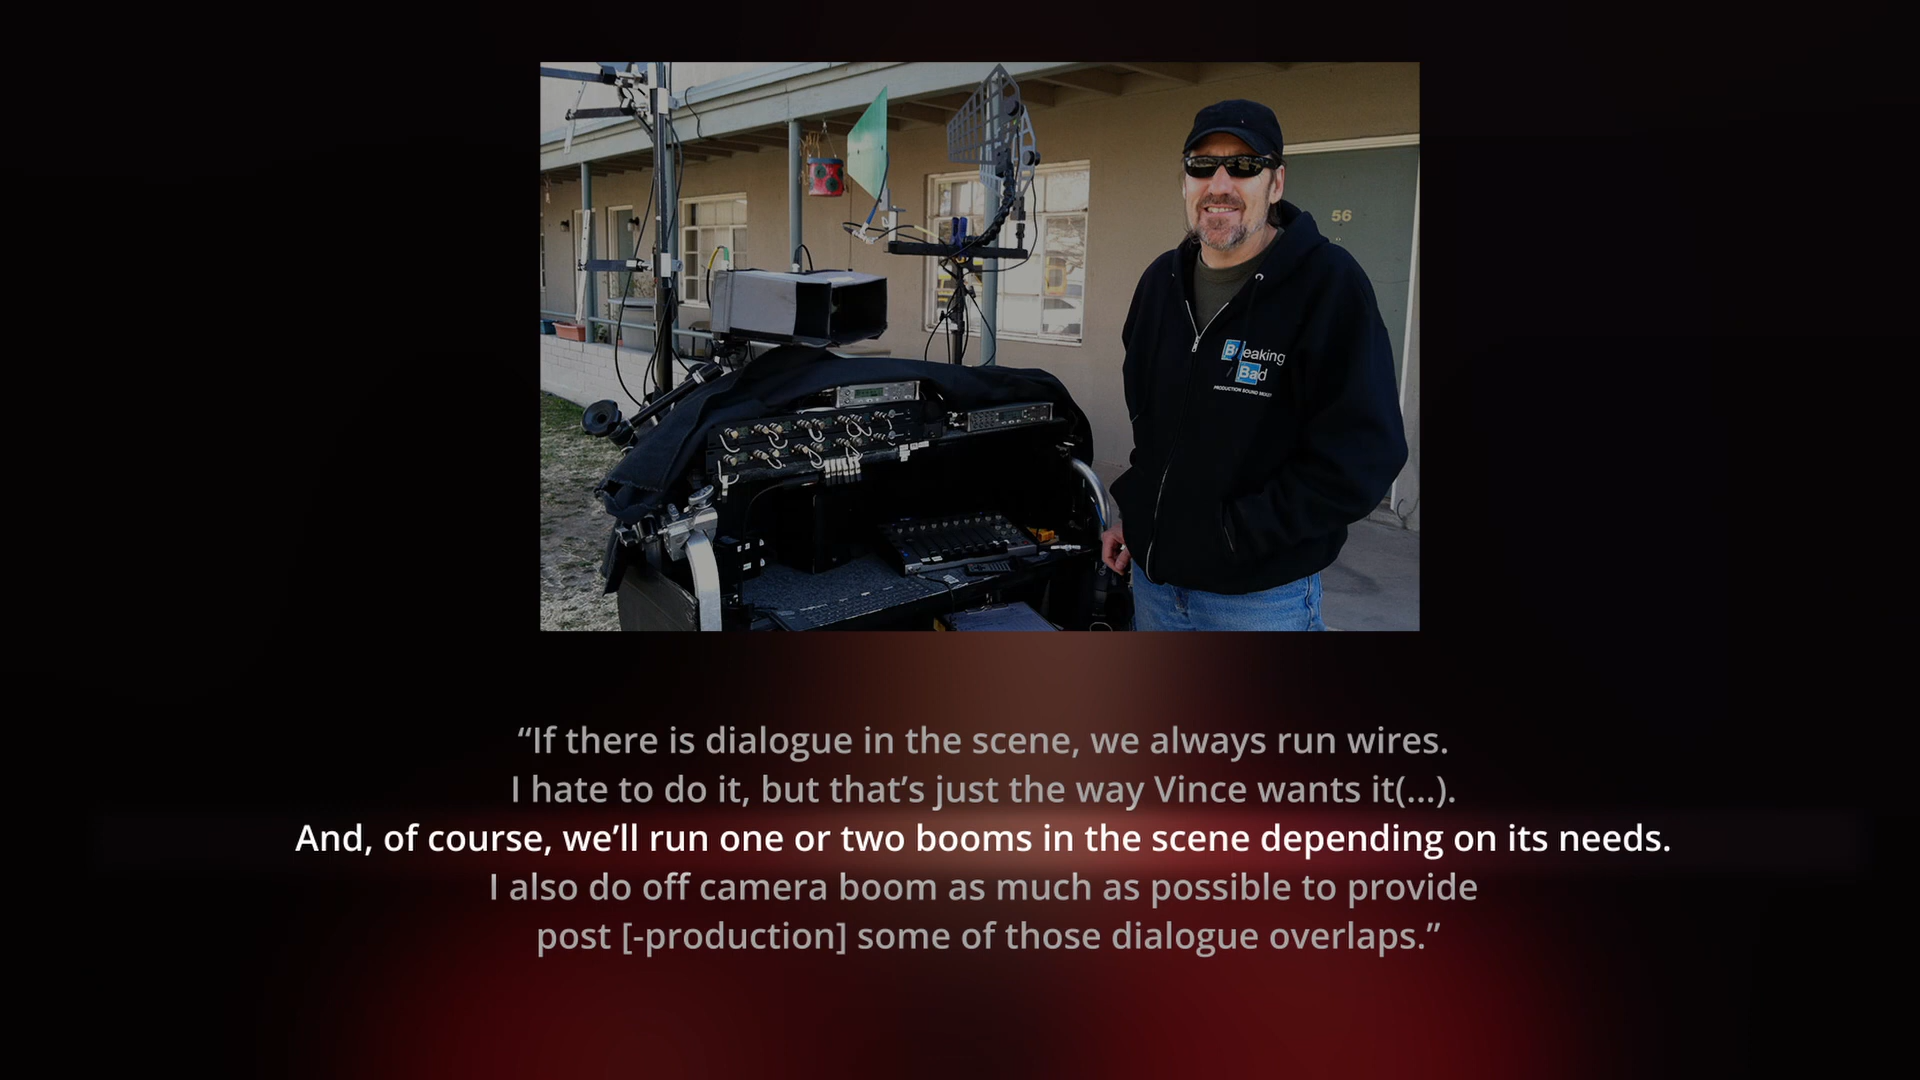 56
Breaking
Bad
PRODUCTION SOUND MIXER
“If there is dialogue in the scene, we always run wires.
I hate to do it, but that’s just the way Vince wants it(...).
And, of course, we’ll run one or two booms in the scene depending on its needs.
I also do off camera boom as much as possible to provide
post [-production] some of those dialogue overlaps.”